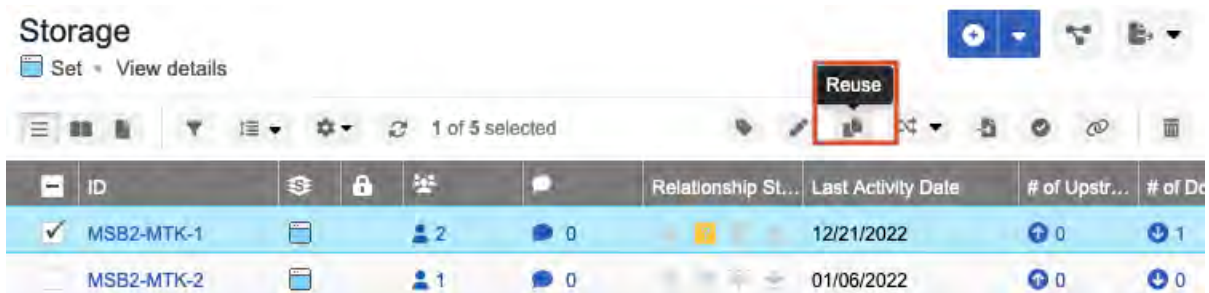 Storage
Set • View details
Reuse
1 of 5 selected
ID S Relationship St... Last Activity Date # of Upstr... # of Do
MSB2-MTK-1 2 0 12/21/2022 0 1
MSB2-MTK-2 1 0 01/06/2022 0 0